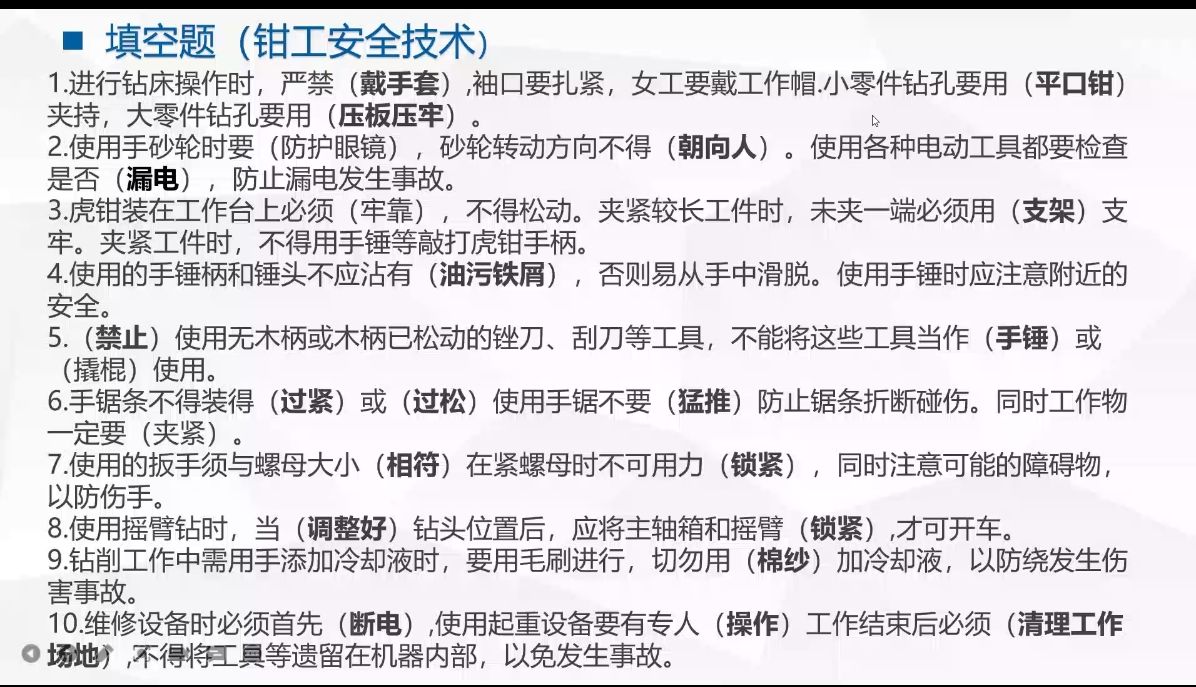 填空题（钳工安全技术）
1.进行钻床操作时，严禁（戴手套）,袖口要扎紧，女工要戴工作帽.小零件钻孔要用（平口钳）
夹持，大零件钻孔要用（压板压牢）。
2.使用手砂轮时要（防护眼镜），砂轮转动方向不得（朝向人）。使用各种电动工具都要检查
是否（漏电），防止漏电发生事故。
3.虎钳装在工作台上必须（牢靠），不得松动。夹紧较长工件时，未夹一端必须用（支架）支
牢。夹紧工件时，不得用手锤等敲打虎钳手柄。
4.使用的手锤柄和锤头不应沾有（油污铁屑），否则易从手中滑脱。使用手锤时应注意附近的
安全。
5.（禁止）使用无木柄或木柄已松动的锉刀、刮刀等工具，不能将这些工具当作（手锤）或
（撬棍）使用。
6.手锯条不得装得（过紧）或（过松）使用手锯不要（猛推）防止锯条折断碰伤。同时工作物
一定要（夹紧）。
7.使用的扳手须与螺母大小（相符）在紧螺母时不可用力（锁紧），同时注意可能的障碍物，
以防伤手。
8.使用摇臂钻时，当（调整好）钻头位置后，应将主轴箱和摇臂（锁紧）,才可开车。
9.钻削工作中需用手添加冷却液时，要用毛刷进行，切勿用（棉纱）加冷却液，以防绕发生伤
害事故。
10.维修设备时必须首先（断电）,使用起重设备要有专人（操作）工作结束后必须（清理工作
场地）,不得将工具等遗留在机器内部，以免发生事故。